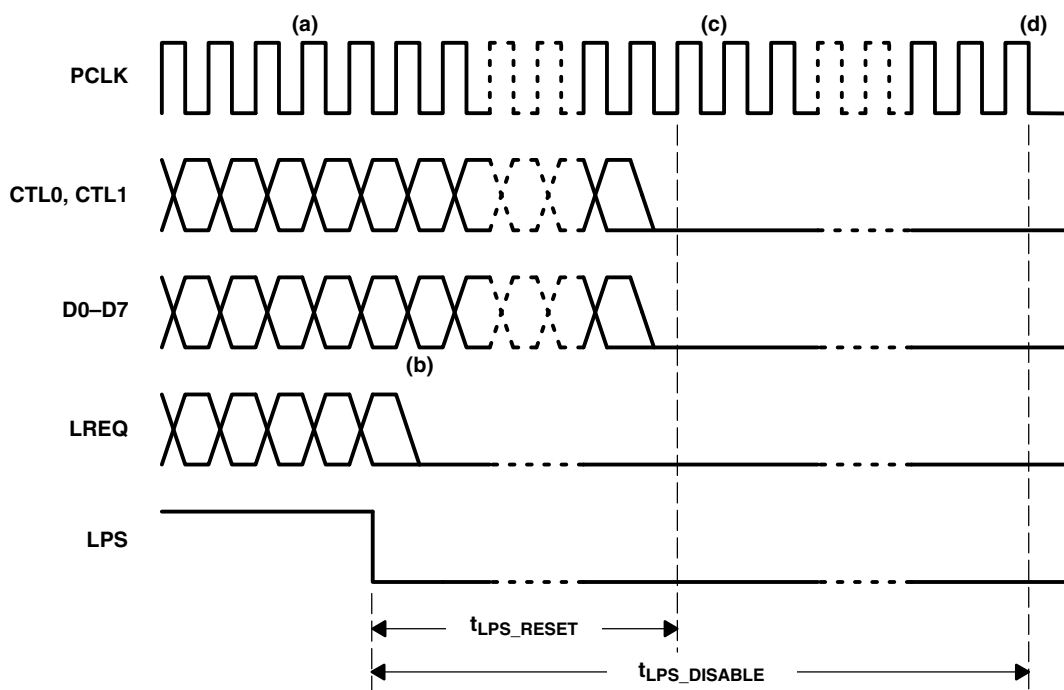 (a) (c) (d)
PCLK
CTL0, CTL1
D0–D7
(b)
LREQ
LPS
tLPS_RESET
tLPS_DISABLE